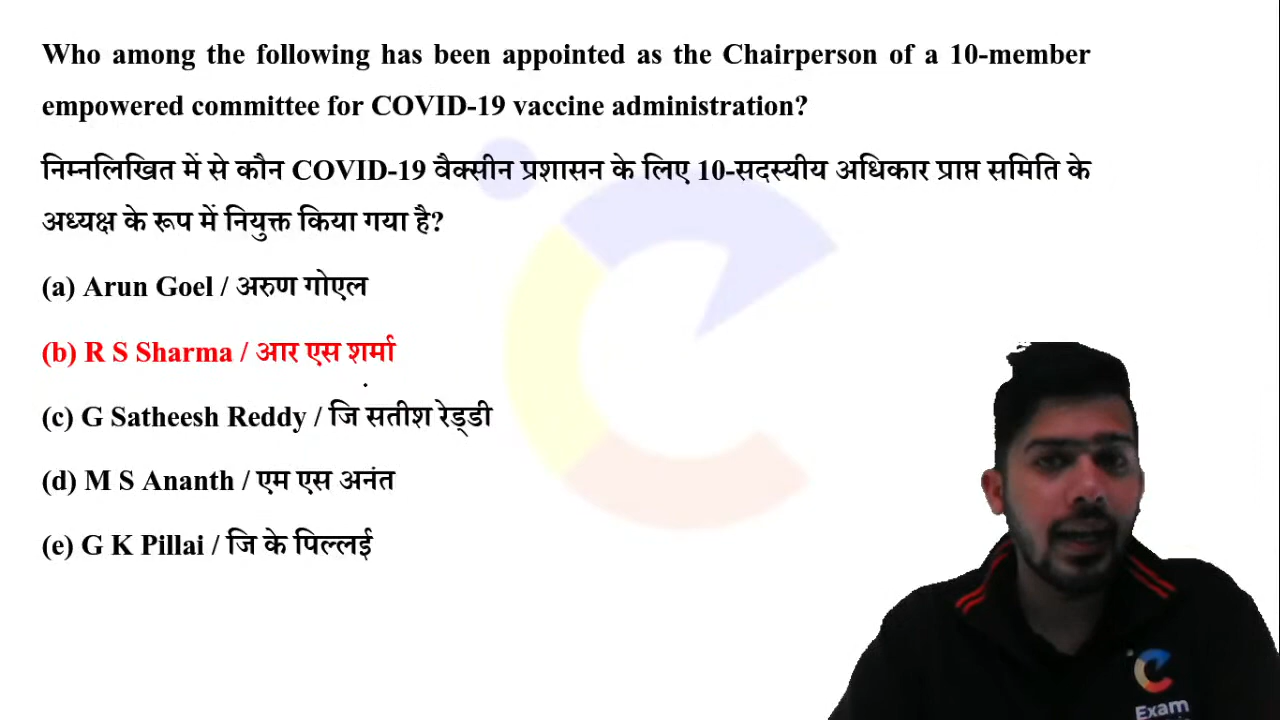 Who among the following has been appointed as the Chairperson of a 10-member
empowered committee for COVID-19 vaccine administration?
निम्नलिखित में से कौन COVID-19 वैक्सीन प्रशासन के लिए 10-सदस्यीय अधिकार प्राप्त समिति के
अध्यक्ष के रूप में नियुक्त किया गया है?
(a) Arun Goel / अरुण गोएल
(b) R S Sharma / आर एस शर्मा
(c) G Satheesh Reddy / जि सतीश रेड्डी
(d) M S Ananth / एम एस अनंत
(e) G K Pillai / जि के पिल्लई
Exam